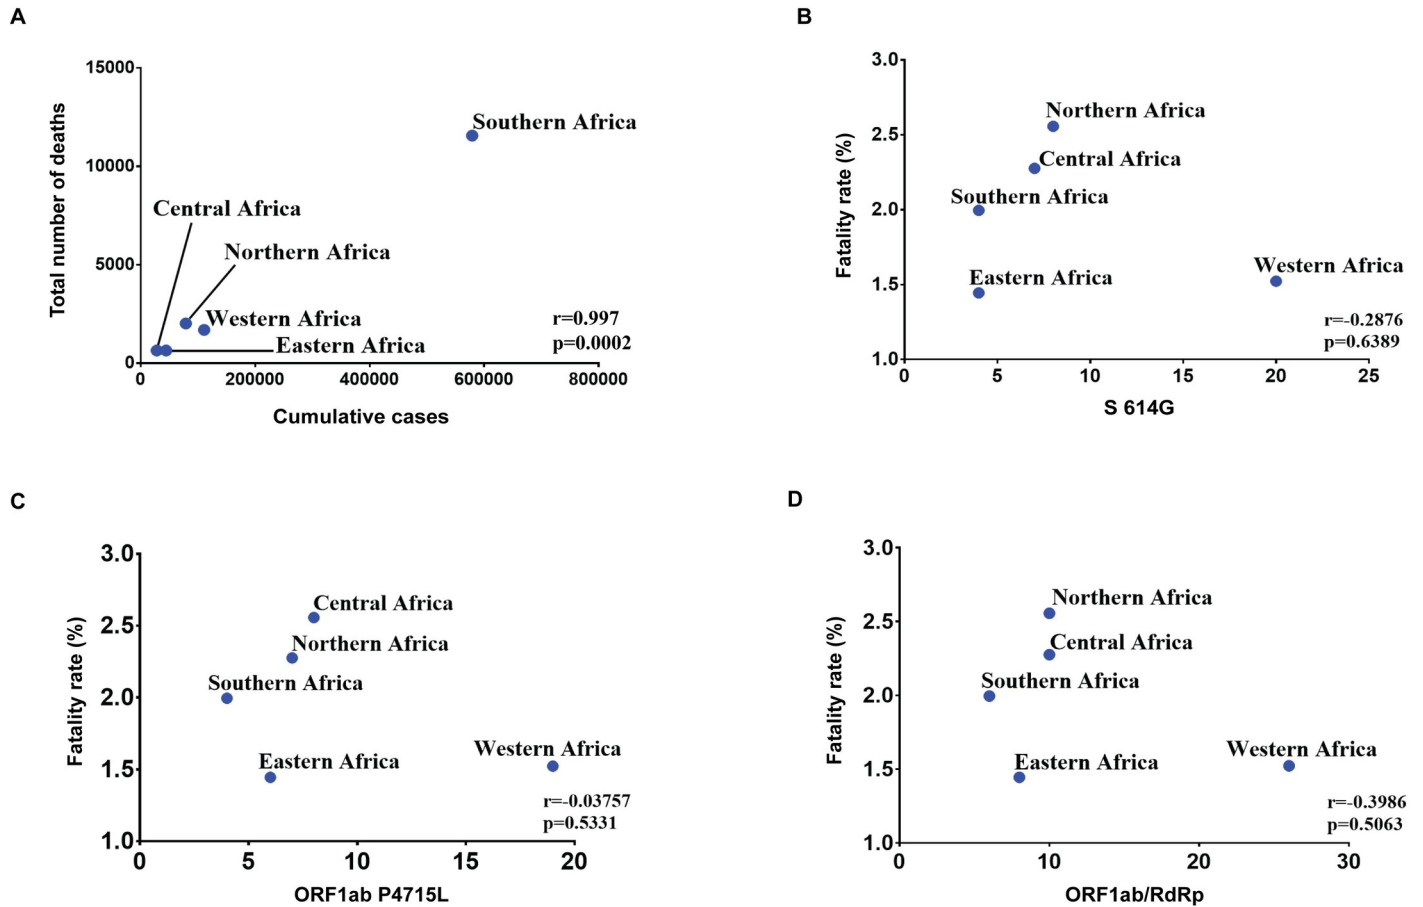 A
15000
10000
5000
0
Total number of deaths
Southern Africa
Central Africa
Northern Africa
Western Africa
Eastern Africa
r=0.997
p=0.0002
0 200000 400000 600000 800000
Cumulative cases
B
3.0
2.5
2.0
1.5
1.0
Fatality rate (%)
Northern Africa
Central Africa
Southern Africa
Western Africa
Eastern Africa
r=-0.2876
p=0.6389
0 5 10 15 20 25
S 614G
C
3.0
2.5
2.0
1.5
1.0
Fatality rate (%)
Central Africa
Northern Africa
Southern Africa
Western Africa
Eastern Africa
r=-0.03757
p=0.5331
0 5 10 15 20
ORF1ab P4715L
D
3.0
2.5
2.0
1.5
1.0
Fatality rate (%)
Northern Africa
Central Africa
Southern Africa
Western Africa
Eastern Africa
r=-0.3986
p=0.5063
0 10 20 30
ORF1ab/RdRp